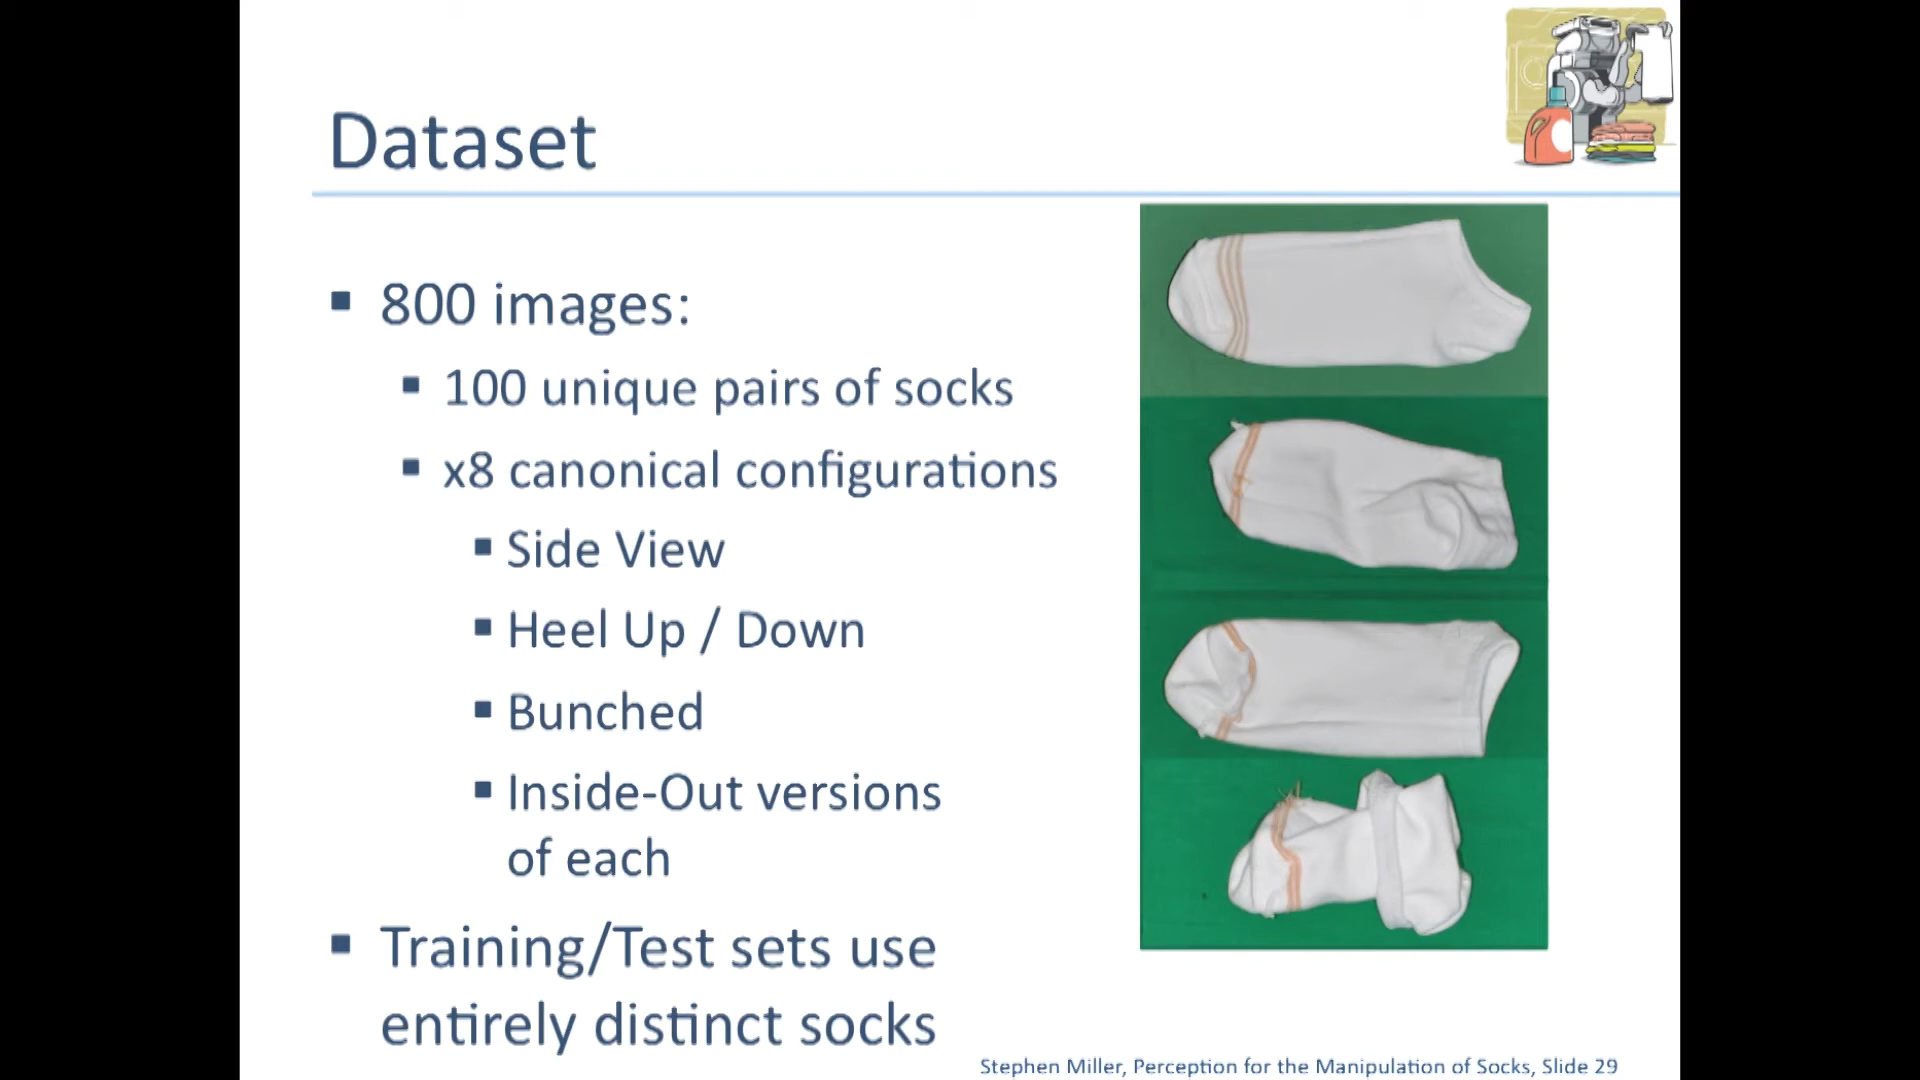 Dataset
800 images:
100 unique pairs of socks
x8 canonical configurations
Side View
Heel Up / Down
Bunched
Inside-Out versions
of each
Training/Test sets use
entirely distinct socks
Stephen Miller, Perception for the Manipulation of Socks, Slide 29